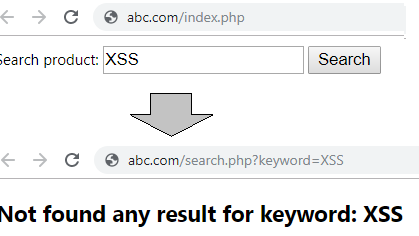 abc.com/index.php
Search product: XSS Search
abc.com/search.php?keyword=XSS
Not found any result for keyword: XSS